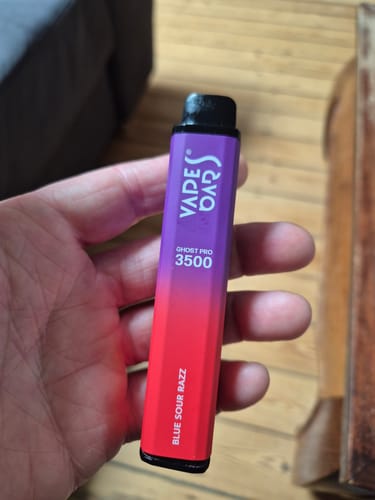 VAPES®
BARS
GHOST PRO
3500
BLUE SOUR RAZZ